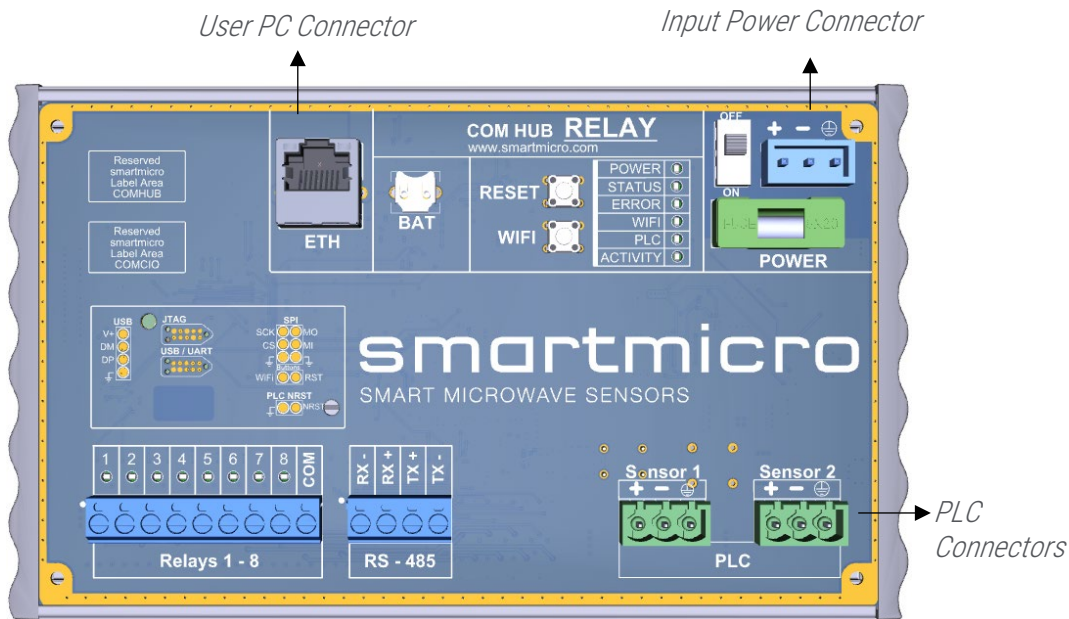 User PC Connector
Input Power Connector
COM HUB RELAY
www.smartmicro.com
OFF
+ -
ON
Reserved
smartmicro
Label Area
COMHUB
Reserved
smartmicro
Label Area
COMCIO
ETH
BAT
RESET
WIFI
POWER
STATUS
ERROR
WIFI
PLC
ACTIVITY
POWER
USB
V+
DM
DP
JTAG
USB / UART
SPI
SCK MO
CS MI
Buttons
WIFI RST
PLC NRST
NRST
smartmicro
SMART MICROWAVE SENSORS
1 2 3 4 5 6 7 8 COM
Relays 1 - 8
RX - RX + TX + TX -
RS - 485
Sensor 1
+ -
Sensor 2
+ -
PLC
PLC
Connectors